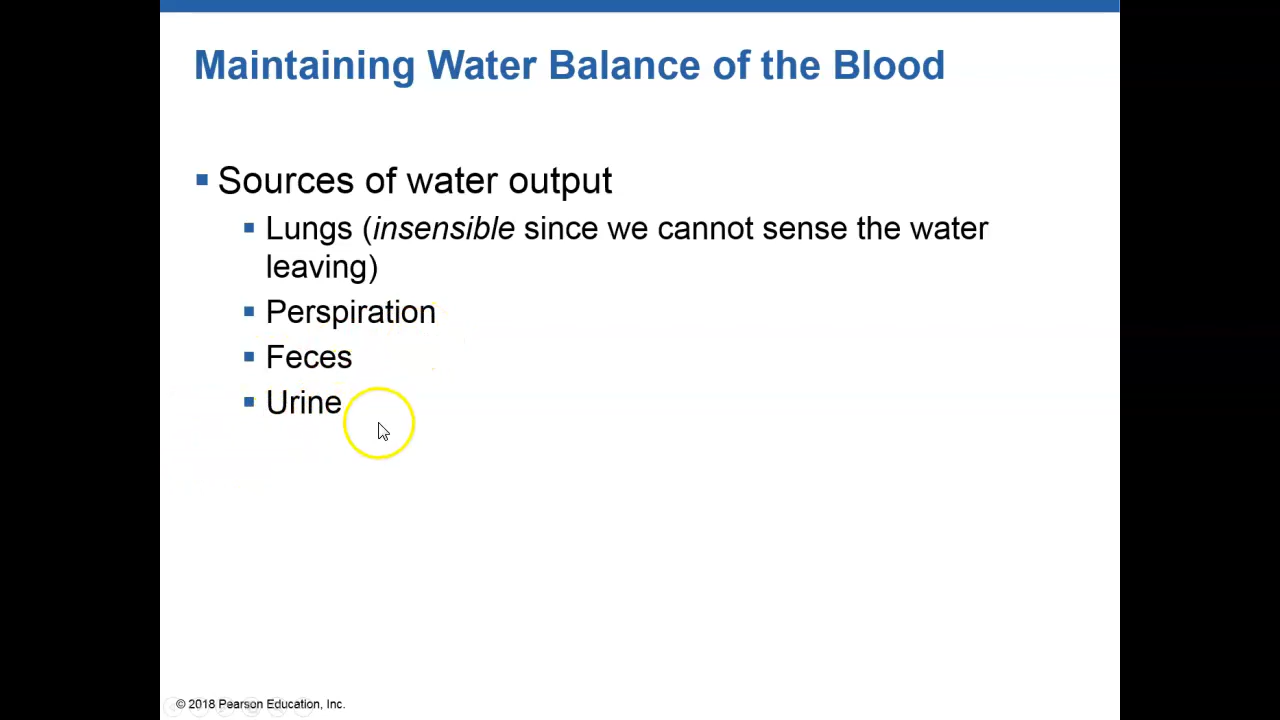 Maintaining Water Balance of the Blood
▪ Sources of water output
▪ Lungs (insensible since we cannot sense the water
leaving)
▪ Perspiration
▪ Feces
▪ Urine
© 2018 Pearson Education, Inc.